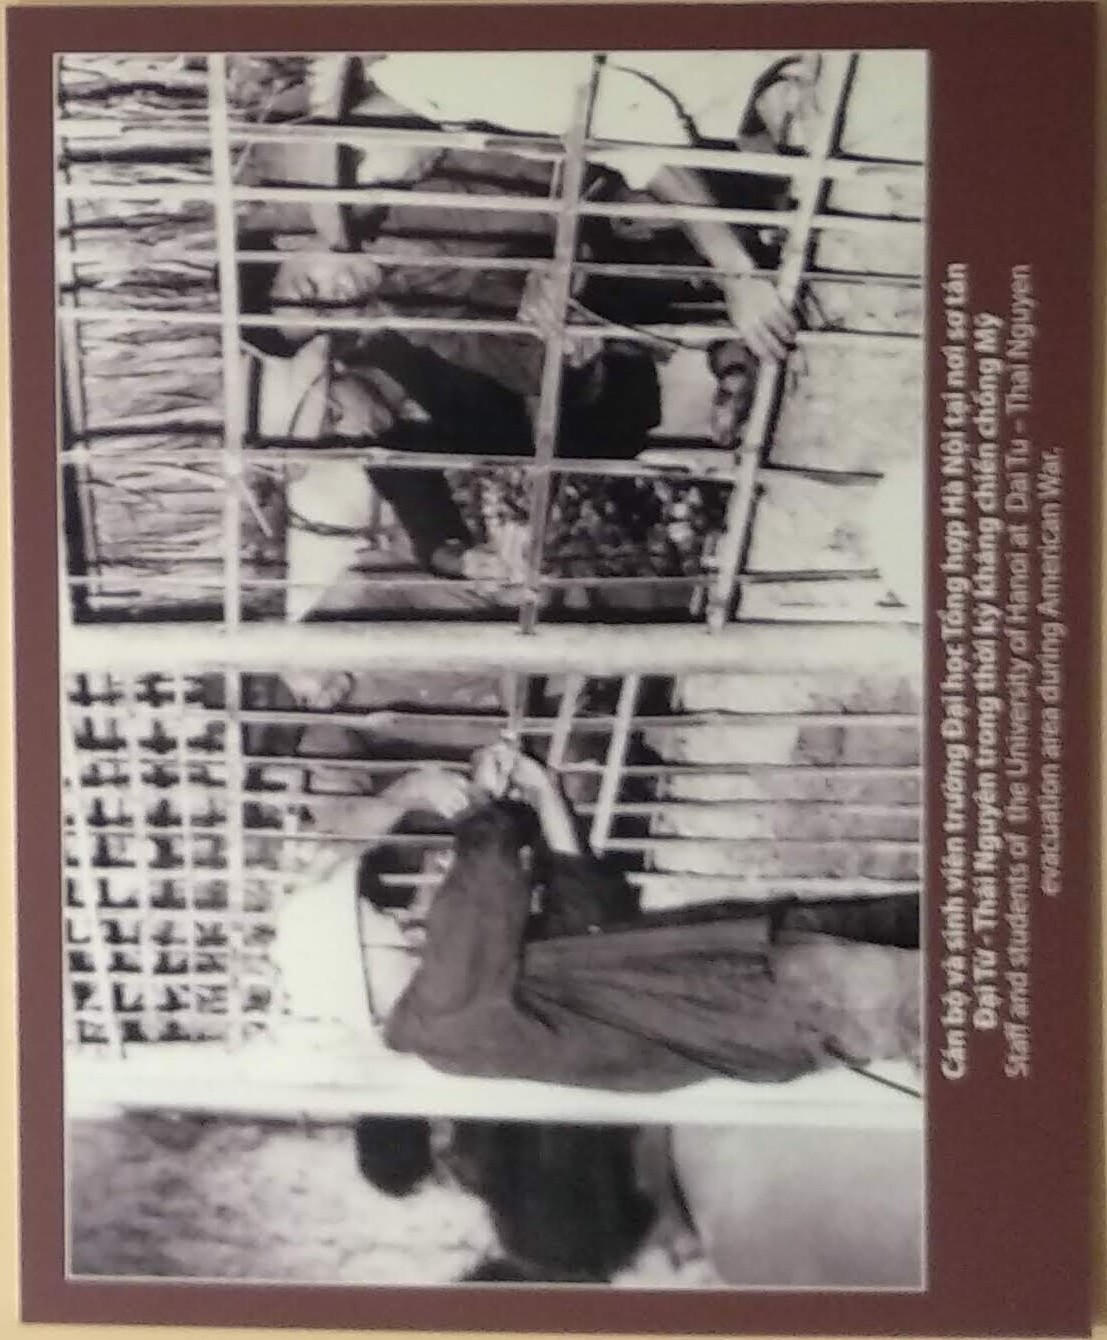 Cán bộ và sinh viên trường Đại học Tổng hợp Hà Nội tại nơi sơ tán
Đại Từ - Thái Nguyên trong thời kỳ kháng chiến chống Mỹ
Staff and students of the University of Hanoi at Dai Tu – Thai Nguyen
evacuation area during American War.